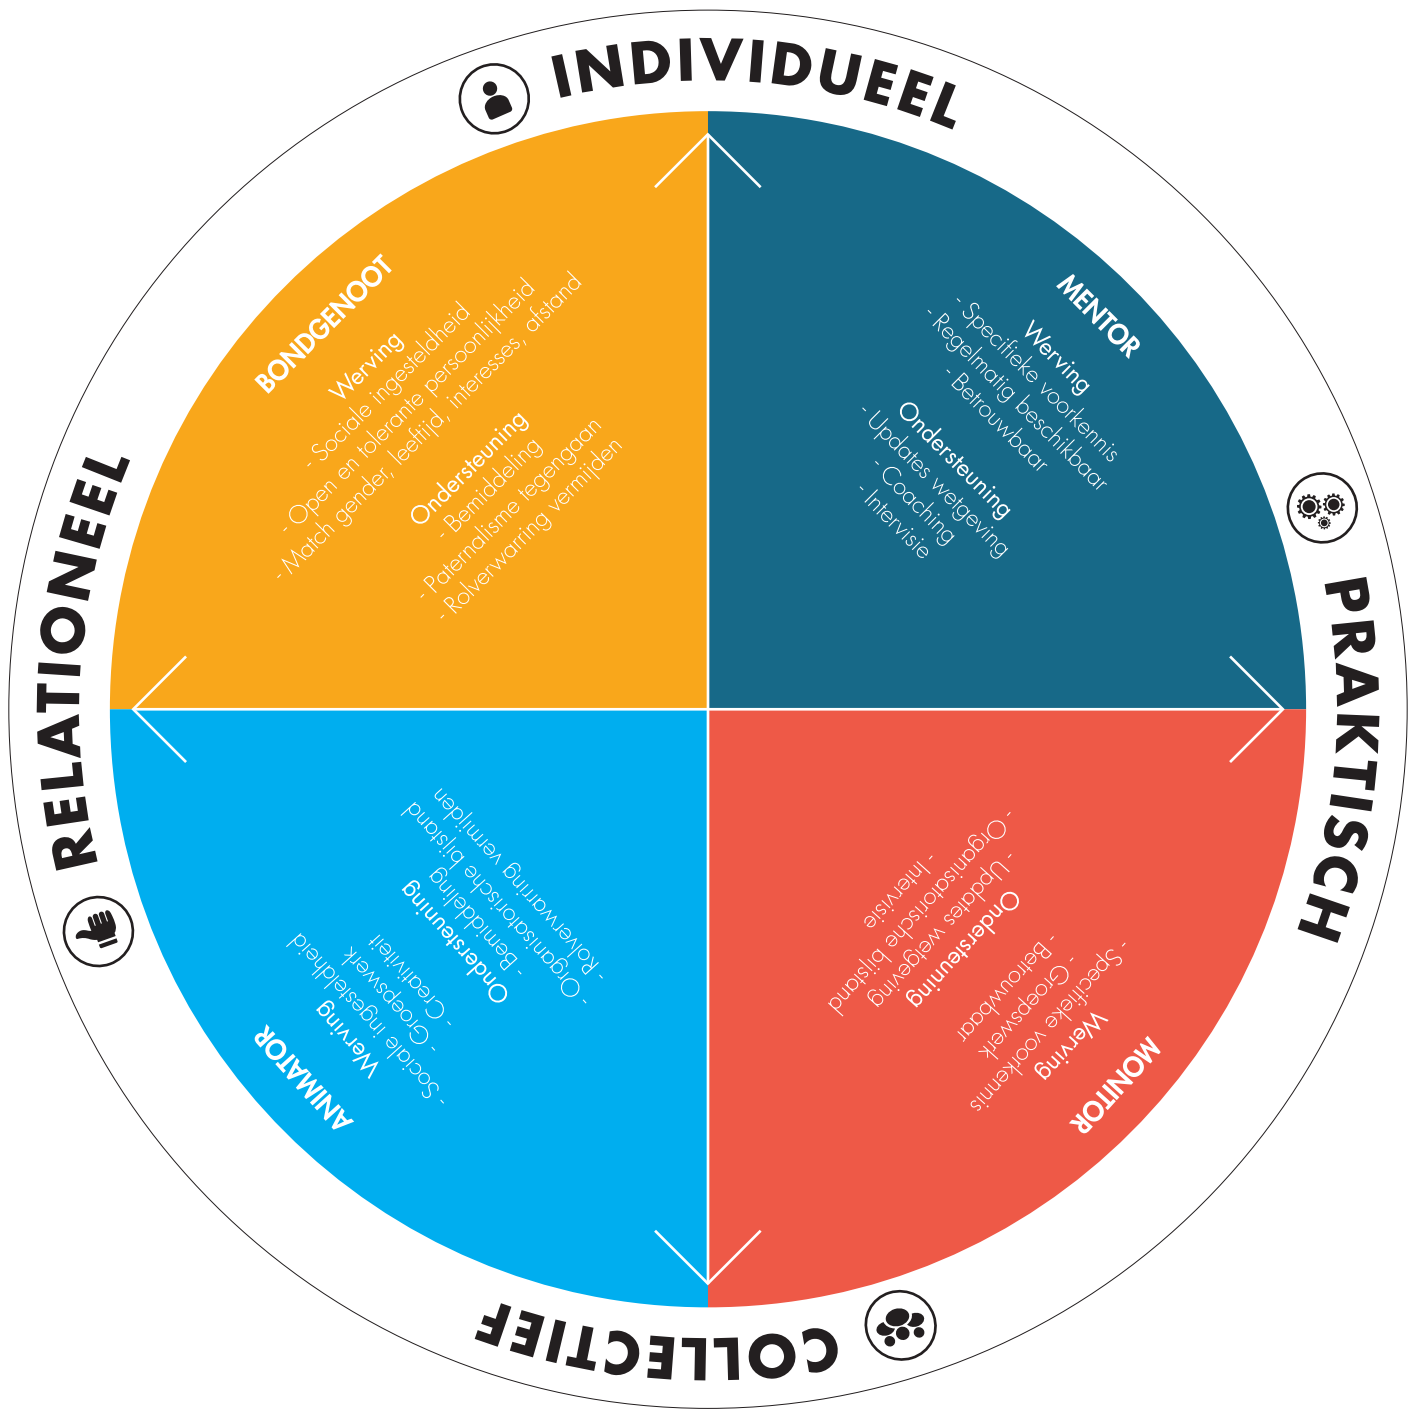 INDIVIDUEEL
PRAKTISCH
COLLECTIEF
RELATIONEEL
BONDGENOOT
Werving
- Sociale ingesteldheid
- Open en tolerante persoonlijkheid
- Match gender, leeftijd, interesses, afstand
Ondersteuning
- Bemiddeling
- Paternalisme tegengaan
- Rolverwarring vermijden
MENTOR
Werving
- Specifieke voorkennis
- Regelmatig beschikbaar
- Betrouwbaar
Ondersteuning
- Updates wetgeving
- Coaching
- Intervisie
MONITOR
Werving
- Specifieke voorkennis
- Groepswerk
- Betrouwbaar
Ondersteuning
- Updates wetgeving
- Organisatorische bijstand
- Intervisie
ANIMATOR
Werving
- Sociale ingesteldheid
- Groepswerk
- Creativiteit
Ondersteuning
- Bemiddeling
- Organisatorische bijstand
- Rolverwarring vermijden